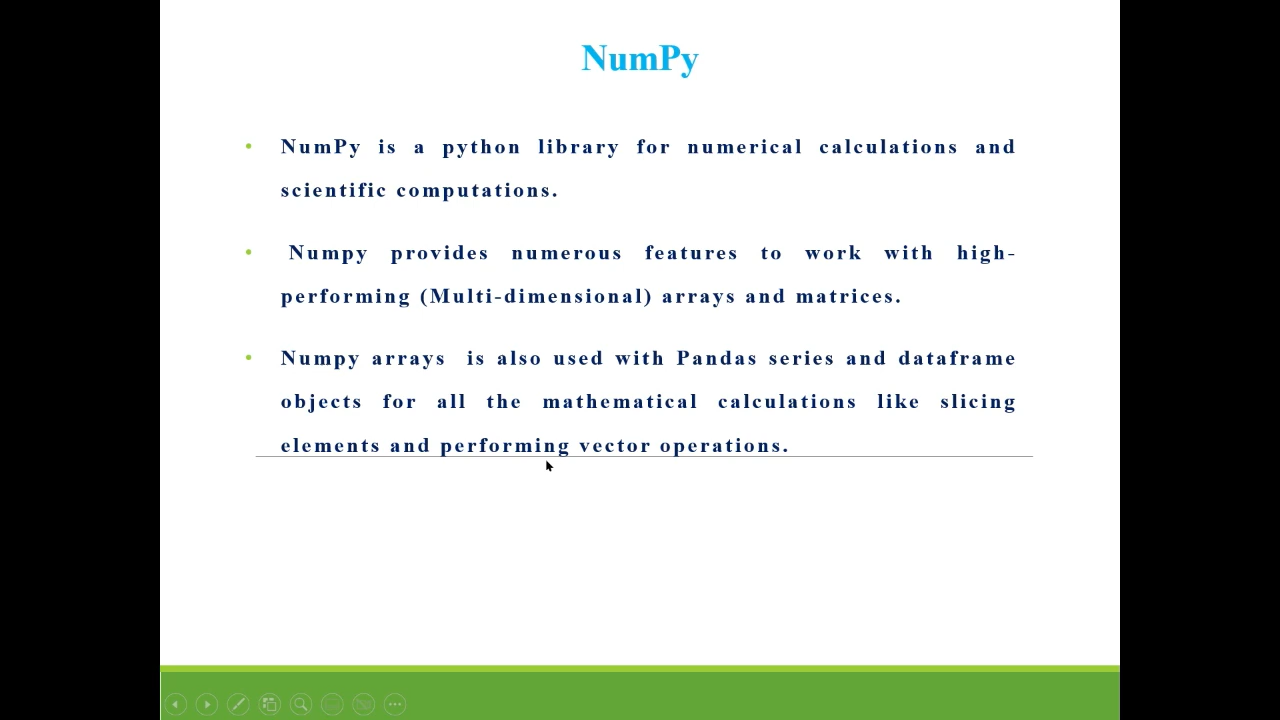 NumPy
• NumPy is a python library for numerical calculations and
scientific computations.
• Numpy provides numerous features to work with high-
performing (Multi-dimensional) arrays and matrices.
• Numpy arrays is also used with Pandas series and dataframe
objects for all the mathematical calculations like slicing
elements and performing vector operations.